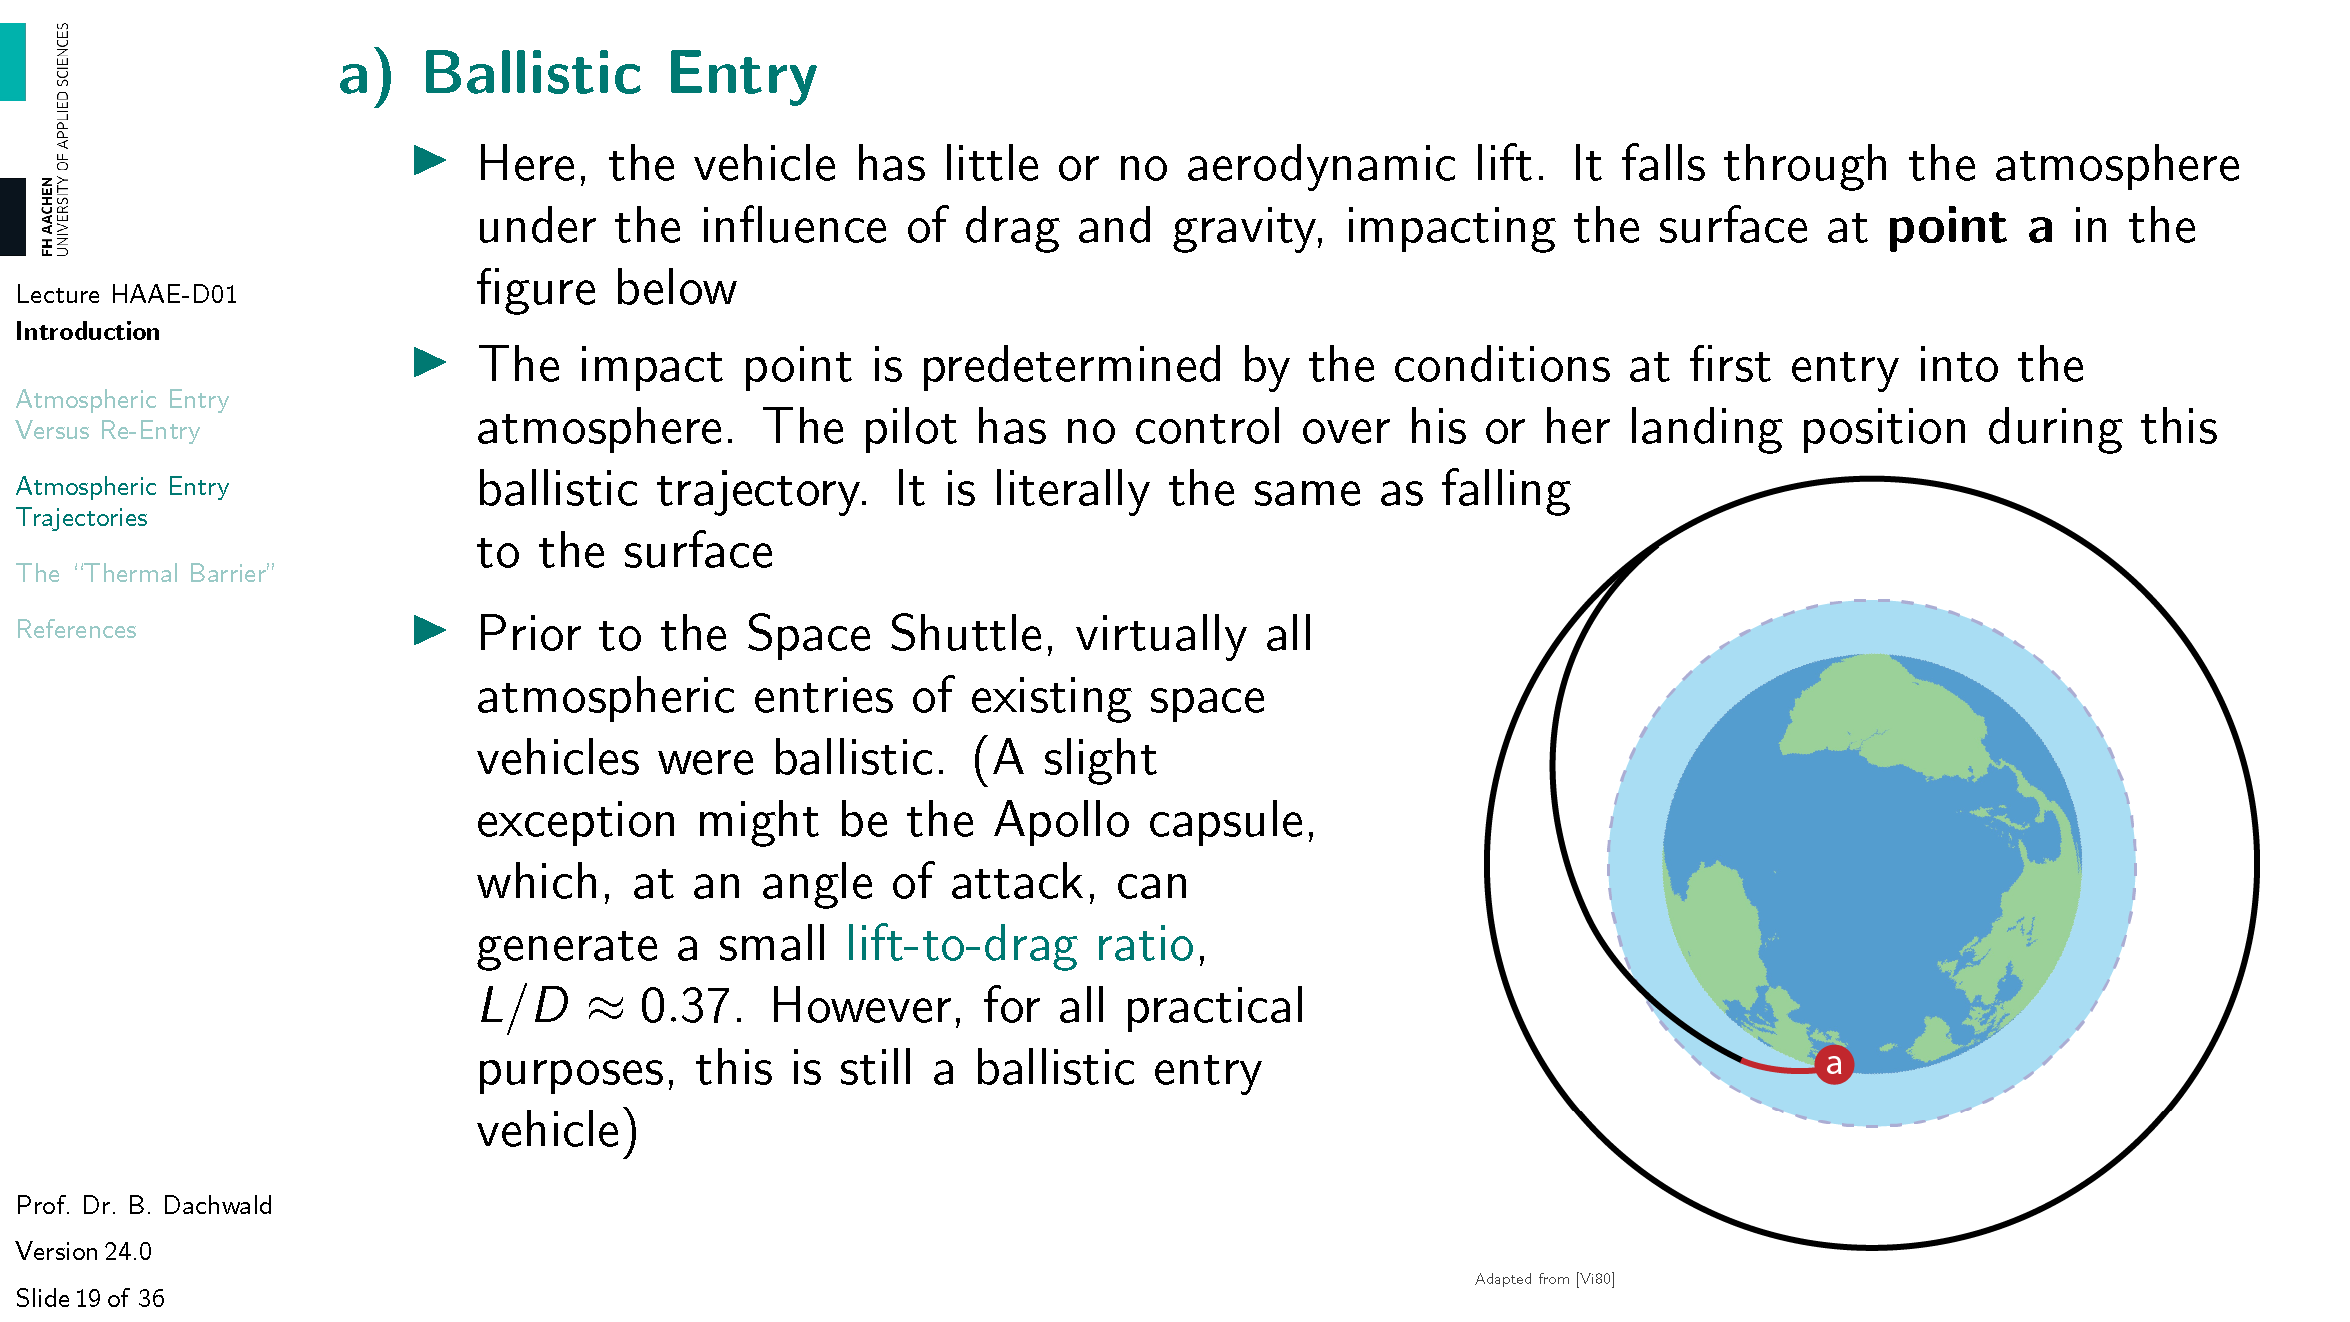 FH AACHEN
UNIVERSITY OF APPLIED SCIENCES
Lecture HAAE-D01
Introduction
Atmospheric Entry
Versus Re-Entry
Atmospheric Entry
Trajectories
The “Thermal Barrier”
References
Prof. Dr. B. Dachwald
Version 24.0
Slide 19 of 36
a) Ballistic Entry
▶ Here, the vehicle has little or no aerodynamic lift. It falls through the atmosphere
under the influence of drag and gravity, impacting the surface at point a in the
figure below
▶ The impact point is predetermined by the conditions at first entry into the
atmosphere. The pilot has no control over his or her landing position during this
ballistic trajectory. It is literally the same as falling
to the surface
▶ Prior to the Space Shuttle, virtually all
atmospheric entries of existing space
vehicles were ballistic. (A slight
exception might be the Apollo capsule,
which, at an angle of attack, can
generate a small lift-to-drag ratio,
L/D ≈ 0.37. However, for all practical
purposes, this is still a ballistic entry
vehicle)
a
Adapted from [Vi80]